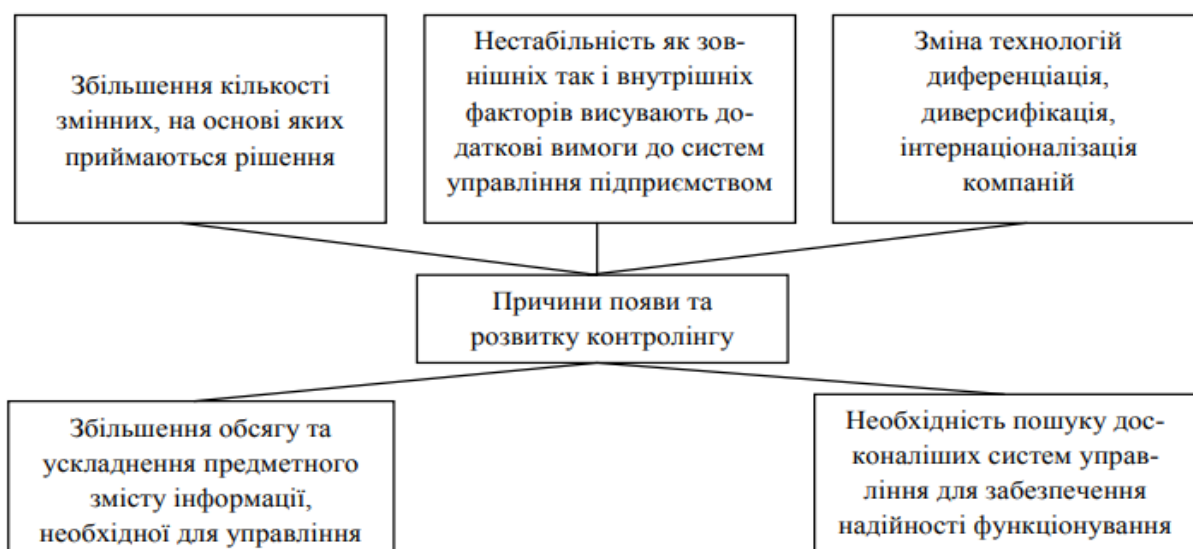 Збільшення кількості
змінних, на основі яких
приймаються рішення
Нестабільність як зов-
нішніх так і внутрішніх
факторів висувають до-
даткові вимоги до систем
управління підприємством
Зміна технологій
диференціація,
диверсифікація,
інтернаціоналізація
компаній
Причини появи та
розвитку контролінгу
Збільшення обсягу та
ускладнення предметного
змісту інформації,
необхідної для управління
Необхідність пошуку дос-
коналіших систем управ-
ління для забезпечення
надійності функціонування